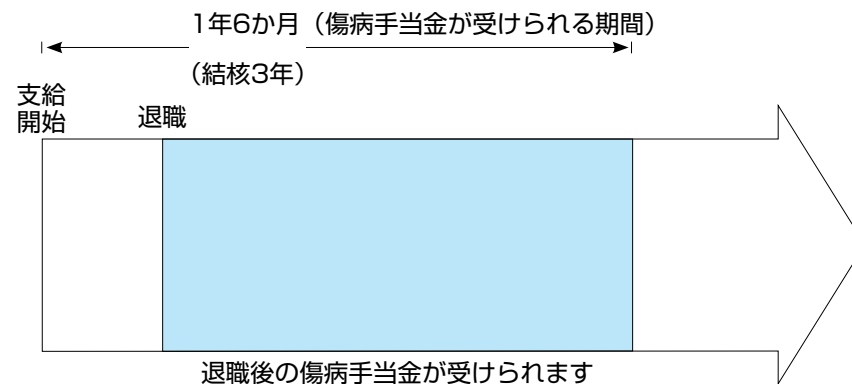 1年6か月（傷病手当金が受けられる期間）
（結核3年）
支給
開始
退職
退職後の傷病手当金が受けられます